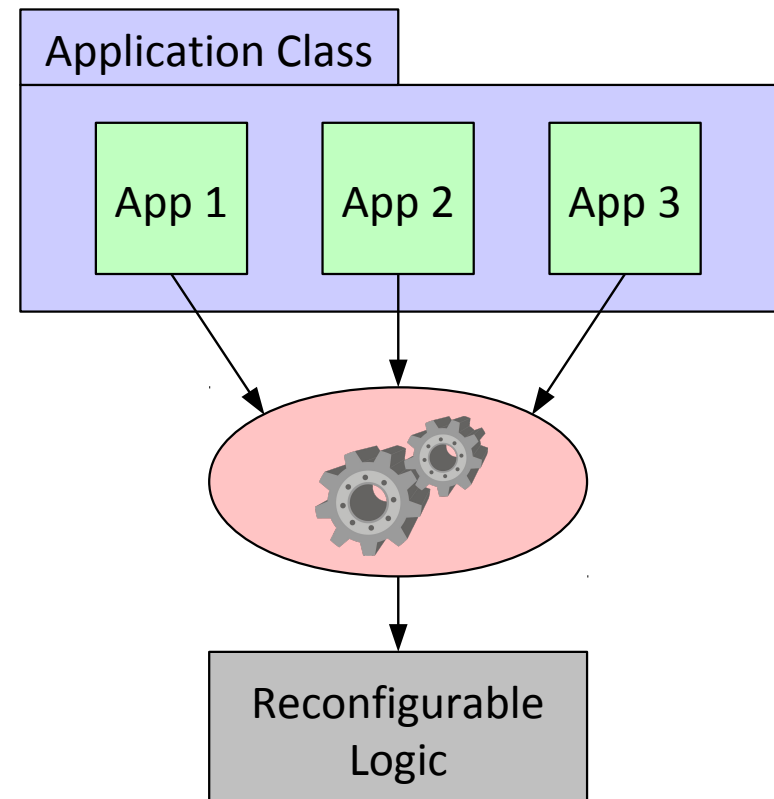 Application Class
App 1
App 2
App 3
Reconfigurable
Logic